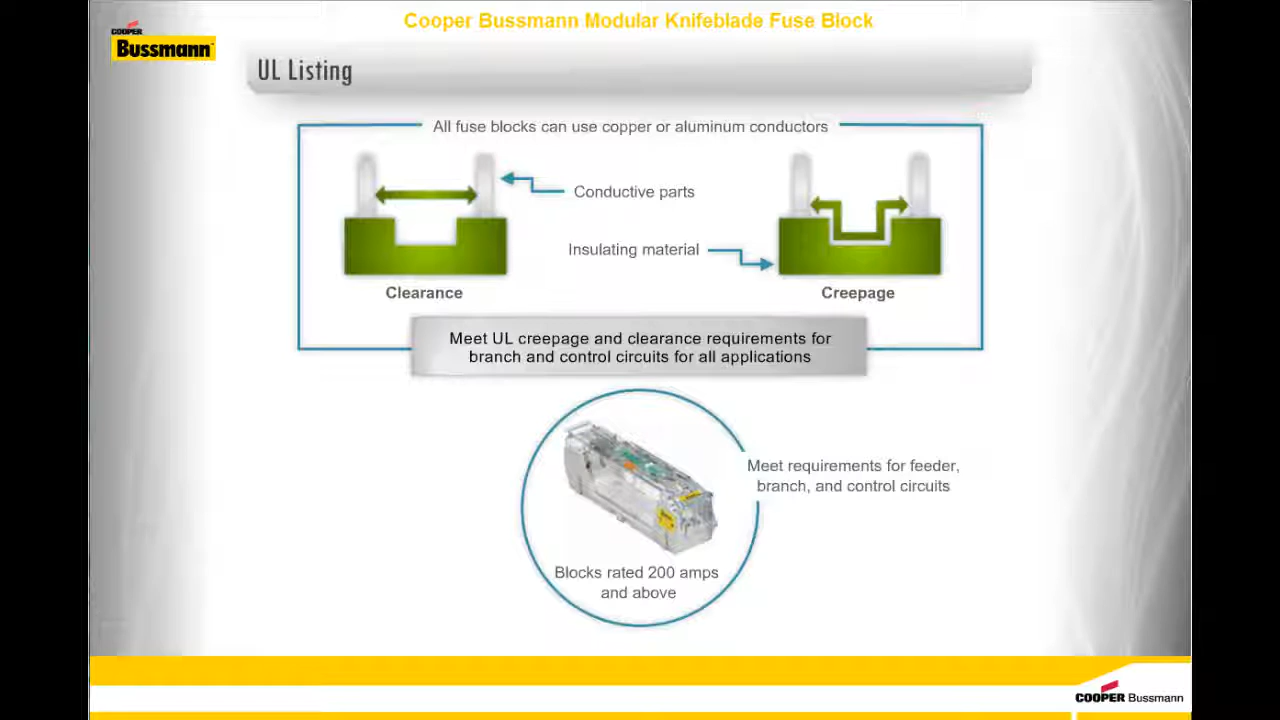 Cooper Bussmann Modular Knifeblade Fuse Block
COOPER
Bussmann
UL Listing
All fuse blocks can use copper or aluminum conductors
Conductive parts
Insulating material
Clearance
Creepage
Meet UL creepage and clearance requirements for
branch and control circuits for all applications
Meet requirements for feeder,
branch, and control circuits
Blocks rated 200 amps
and above
COOPER Bussmann